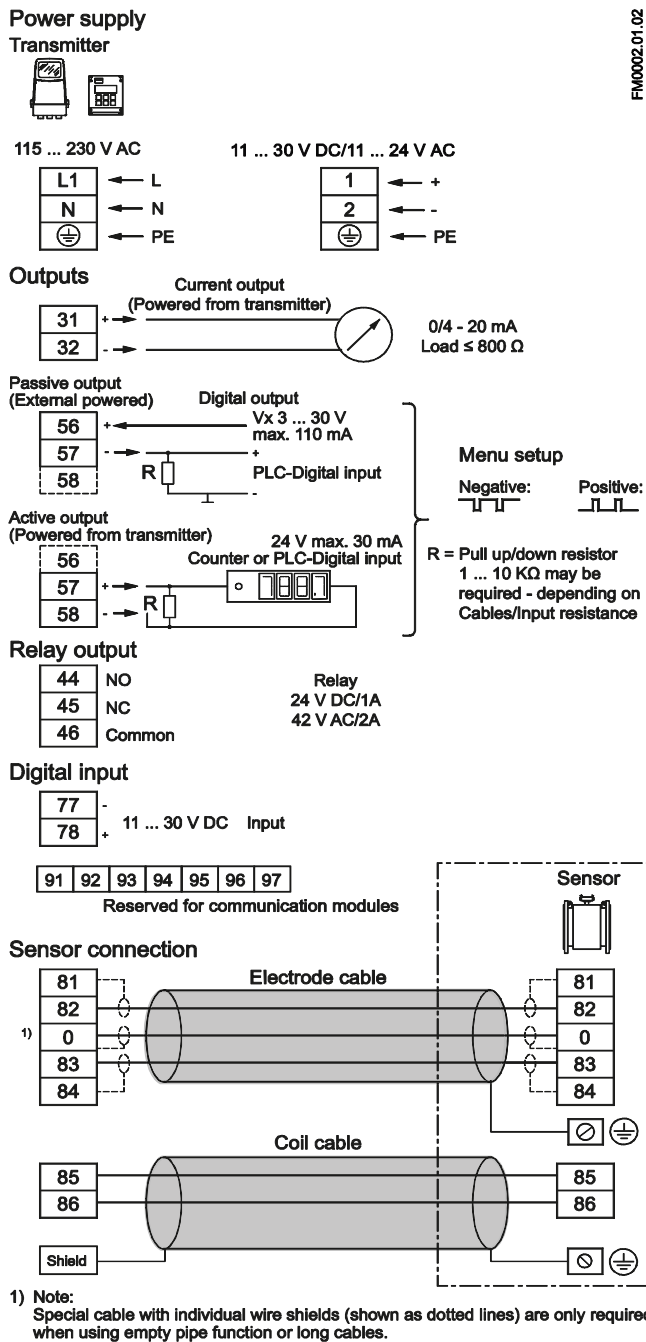 Power supply
FM0002.01.02
Transmitter
115 ... 230 V AC
11 ... 30 V DC/11 ... 24 V AC
L1 L
N N
PE
1 +
2 -
PE
Outputs
Current output
(Powered from transmitter)
31 +
32 -
0/4 - 20 mA
Load ≤ 800 Ω
Passive output
(External powered)
Digital output
56 +
57 -
58
Vx 3 ... 30 V
max. 110 mA
+
R
PLC-Digital input
-
Menu setup
Negative: Positive:
R = Pull up/down resistor
1 ... 10 KΩ may be
required - depending on
Cables/Input resistance
Active output
(Powered from transmitter)
24 V max. 30 mA
Counter or PLC-Digital input
56
57 +
58 -
R
Relay output
44 NO
45 NC
46 Common
Relay
24 V DC/1A
42 V AC/2A
Digital input
77 -
78 +
11 ... 30 V DC Input
91 92 93 94 95 96 97
Reserved for communication modules
Sensor
Sensor connection
Electrode cable
81 81
82 82
1) 0 0
83 83
84 84
Coil cable
85 85
86 86
Shield
1) Note:
Special cable with individual wire shields (shown as dotted lines) are only required
when using empty pipe function or long cables.